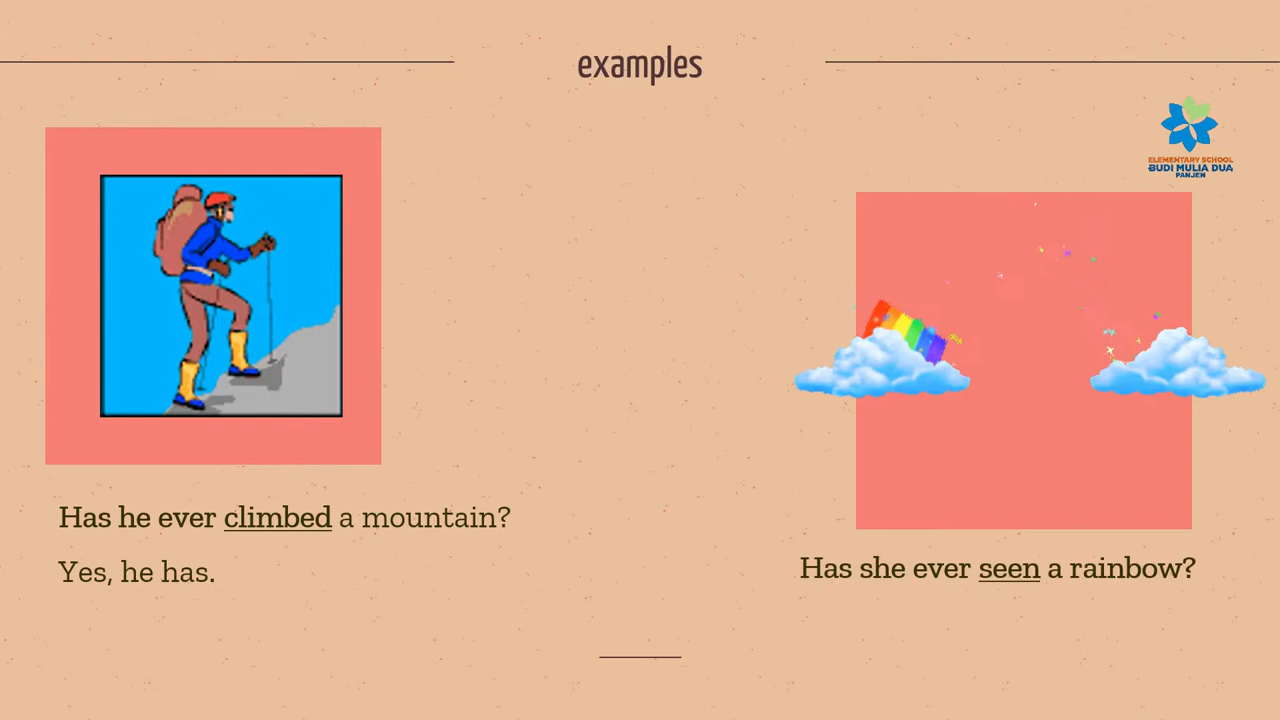 examples
ELEMENTARY SCHOOL
BUDI MULIA DUA
PANJEN
Has he ever climbed a mountain?
Yes, he has.
Has she ever seen a rainbow?